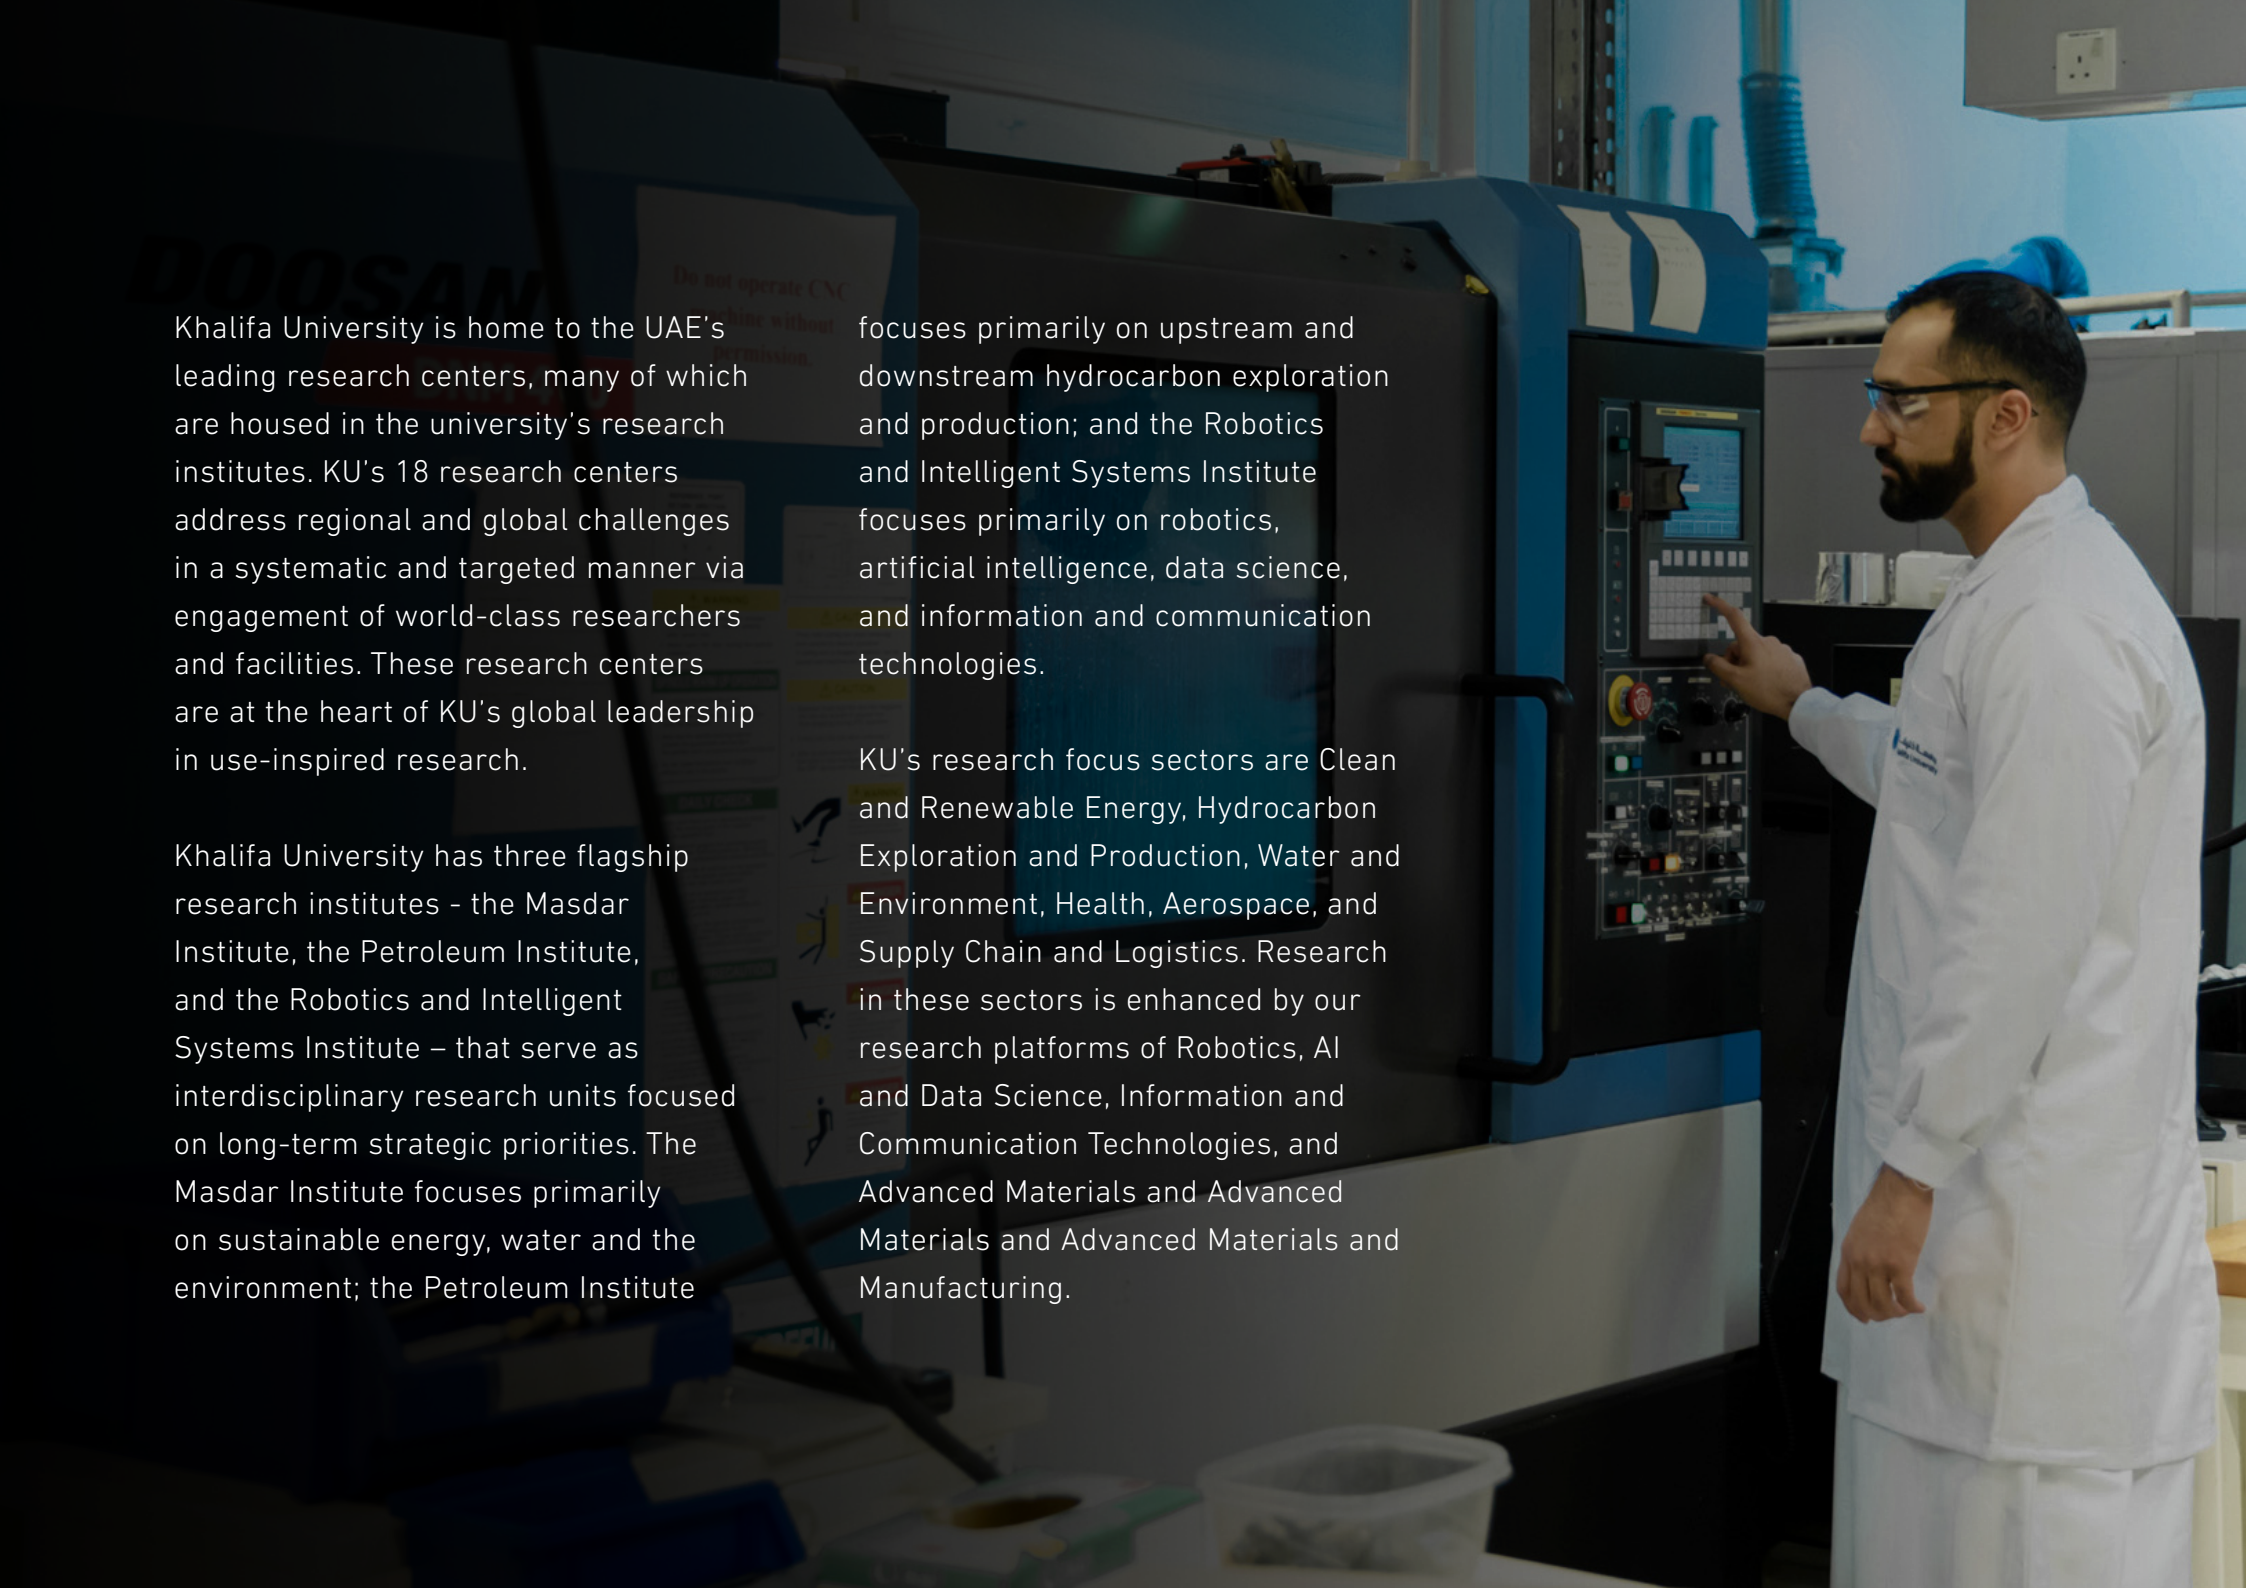 DOOSAN
Do not operate CNC
machine without
permission.
Khalifa University is home to the UAE's
leading research centers, many of which
are housed in the university's research
institutes. KU's 18 research centers
address regional and global challenges
in a systematic and targeted manner via
engagement of world-class researchers
and facilities. These research centers
are at the heart of KU's global leadership
in use-inspired research.
Khalifa University has three flagship
research institutes - the Masdar
Institute, the Petroleum Institute,
and the Robotics and Intelligent
Systems Institute – that serve as
interdisciplinary research units focused
on long-term strategic priorities. The
Masdar Institute focuses primarily
on sustainable energy, water and the
environment; the Petroleum Institute
focuses primarily on upstream and
downstream hydrocarbon exploration
and production; and the Robotics
and Intelligent Systems Institute
focuses primarily on robotics,
artificial intelligence, data science,
and information and communication
technologies.
KU's research focus sectors are Clean
and Renewable Energy, Hydrocarbon
Exploration and Production, Water and
Environment, Health, Aerospace, and
Supply Chain and Logistics. Research
in these sectors is enhanced by our
research platforms of Robotics, AI
and Data Science, Information and
Communication Technologies, and
Advanced Materials and Advanced
Materials and Advanced Materials and
Manufacturing.